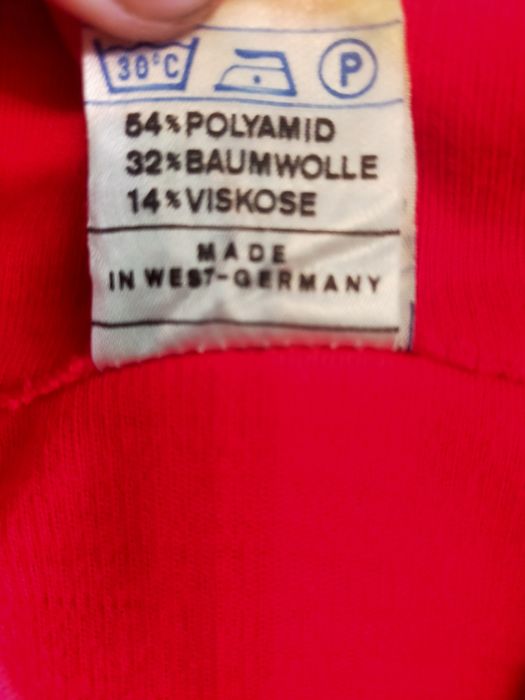 30°C P
54% POLYAMID
32% BAUMWOLLE
14% VISKOSE
MADE
IN WEST-GERMANY